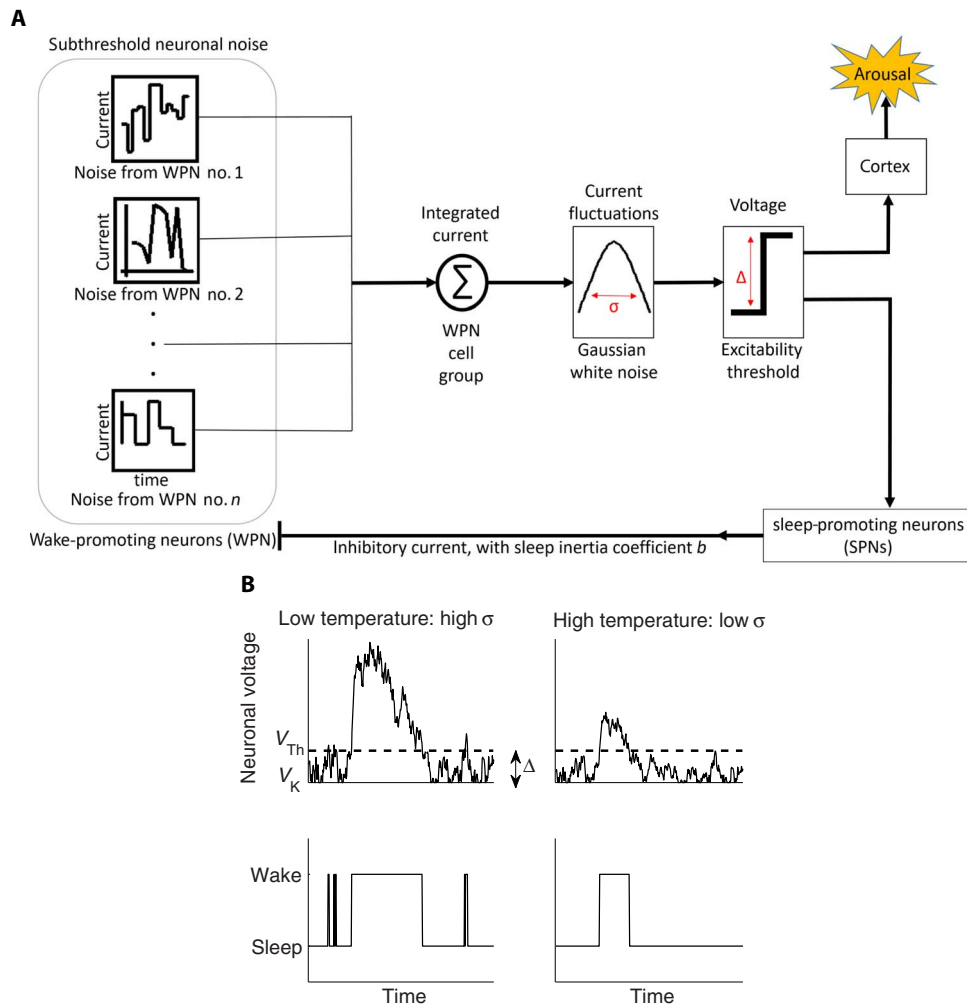 A
Subthreshold neuronal noise
Current
Noise from WPN no. 1
Current
Noise from WPN no. 2
Current
time
Noise from WPN no. n
Wake-promoting neurons (WPN)
Integrated
current
Σ
WPN
cell
group
Current
fluctuations
σ
Gaussian
white noise
Voltage
Δ
Excitability
threshold
Arousal
Cortex
sleep-promoting neurons
(SPNs)
Inhibitory current, with sleep inertia coefficient b
B
Low temperature: high σ
High temperature: low σ
Neuronal voltage
VTh
VK
Δ
Wake
Sleep
Time
Time